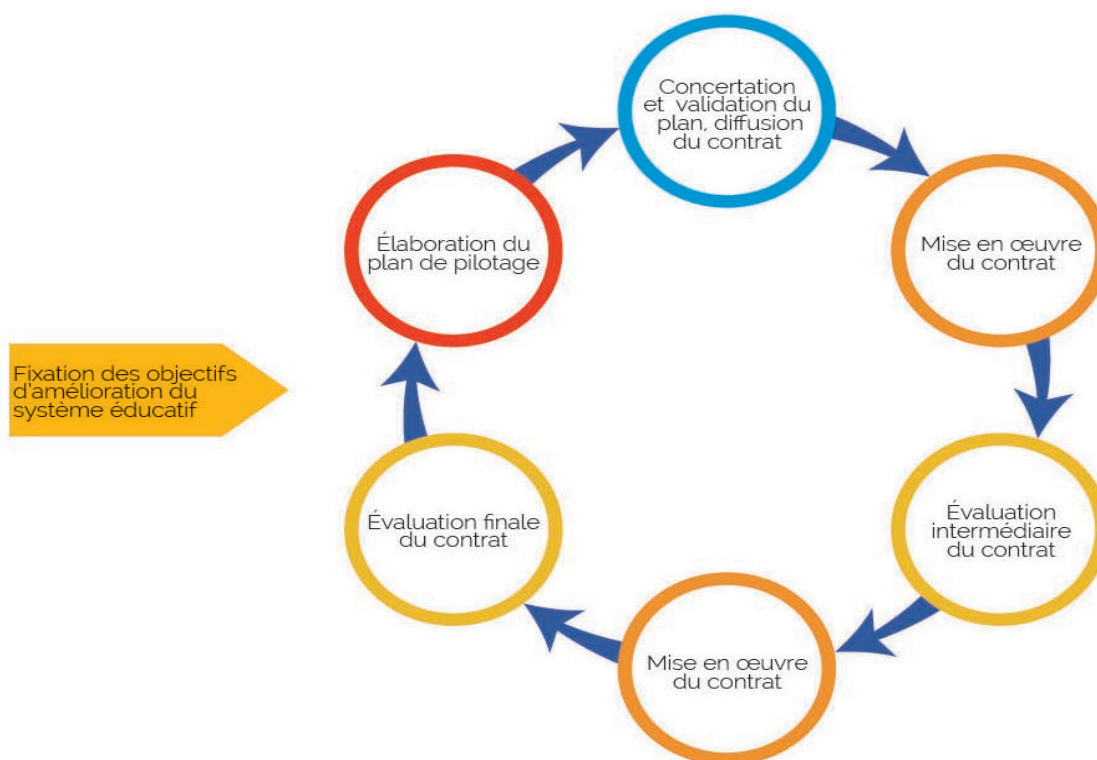 Concertation
et validation du
plan, diffusion
du contrat
Élaboration du
plan de pilotage
Mise en œuvre
du contrat
Fixation des objectifs
d'amélioration du
système éducatif
Évaluation finale
du contrat
Évaluation
intermédiaire
du contrat
Mise en œuvre
du contrat